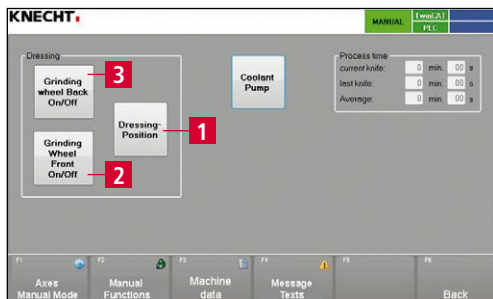 KNECHT
MANUAL
TwinCAT
PLC
Dressing
Grinding
wheel Back
On/Off
3
Dressing-
Position
1
Grinding
Wheel
Front
On/Off
2
Coolant
Pump
Process time
current knife: 0 min. 00 s
last knife: 0 min. 00 s
Average: 0 min. 00 s
F1
Axes
Manual Mode
F2
Manual
Functions
F3
Machine
data
F4
Message
Texts
F5
F6
Back